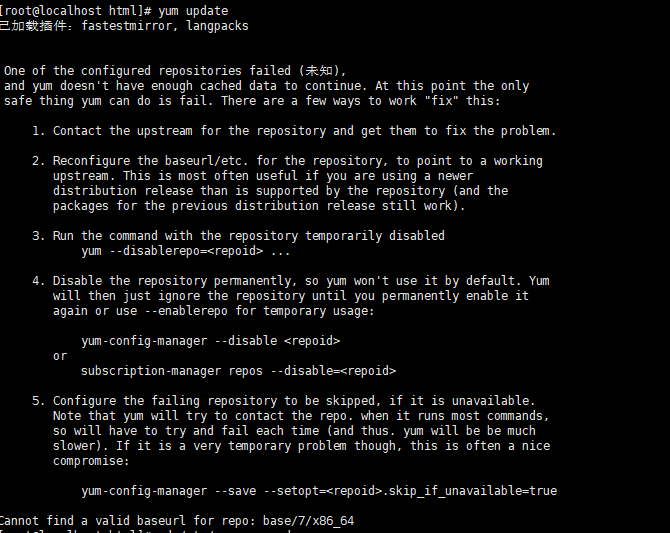 [root@localhost html]# yum update
已加载插件: fastestmirror, langpacks
One of the configured repositories failed (未知),
and yum doesn't have enough cached data to continue. At this point the only
safe thing yum can do is fail. There are a few ways to work "fix" this:
1. Contact the upstream for the repository and get them to fix the problem.
2. Reconfigure the baseurl/etc. for the repository, to point to a working
upstream. This is most often useful if you are using a newer
distribution release than is supported by the repository (and the
packages for the previous distribution release still work).
3. Run the command with the repository temporarily disabled
yum --disablerepo=<repoid> ...
4. Disable the repository permanently, so yum won't use it by default. Yum
will then just ignore the repository until you permanently enable it
again or use --enablerepo for temporary usage:
yum-config-manager --disable <repoid>
or
subscription-manager repos --disable=<repoid>
5. Configure the failing repository to be skipped, if it is unavailable.
Note that yum will try to contact the repo. when it runs most commands,
so will have to try and fail each time (and thus. yum will be be much
slower). If it is a very temporary problem though, this is often a nice
compromise:
yum-config-manager --save --setopt=<repoid>.skip_if_unavailable=true
Cannot find a valid baseurl for repo: base/7/x86_64